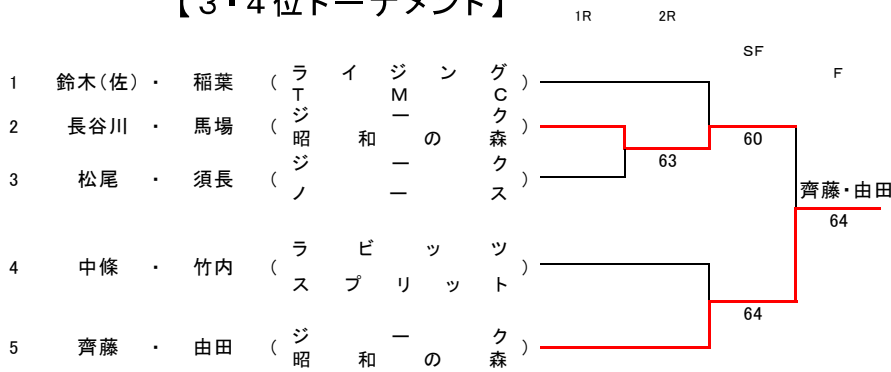 【３・４位トーナメント】
1R 2R
SF
F
1 鈴木(佐) ・ 稲葉 ( ライジング
TMC )
2 長谷川 ・ 馬場 ( ジーク
昭和の森 )
63
60
3 松尾 ・ 須長 ( ジーク
ノース )
齊藤・由田
64
4 中條 ・ 竹内 ( ラビッツ
スプリット )
64
5 齊藤 ・ 由田 ( ジーク
昭和の森 )